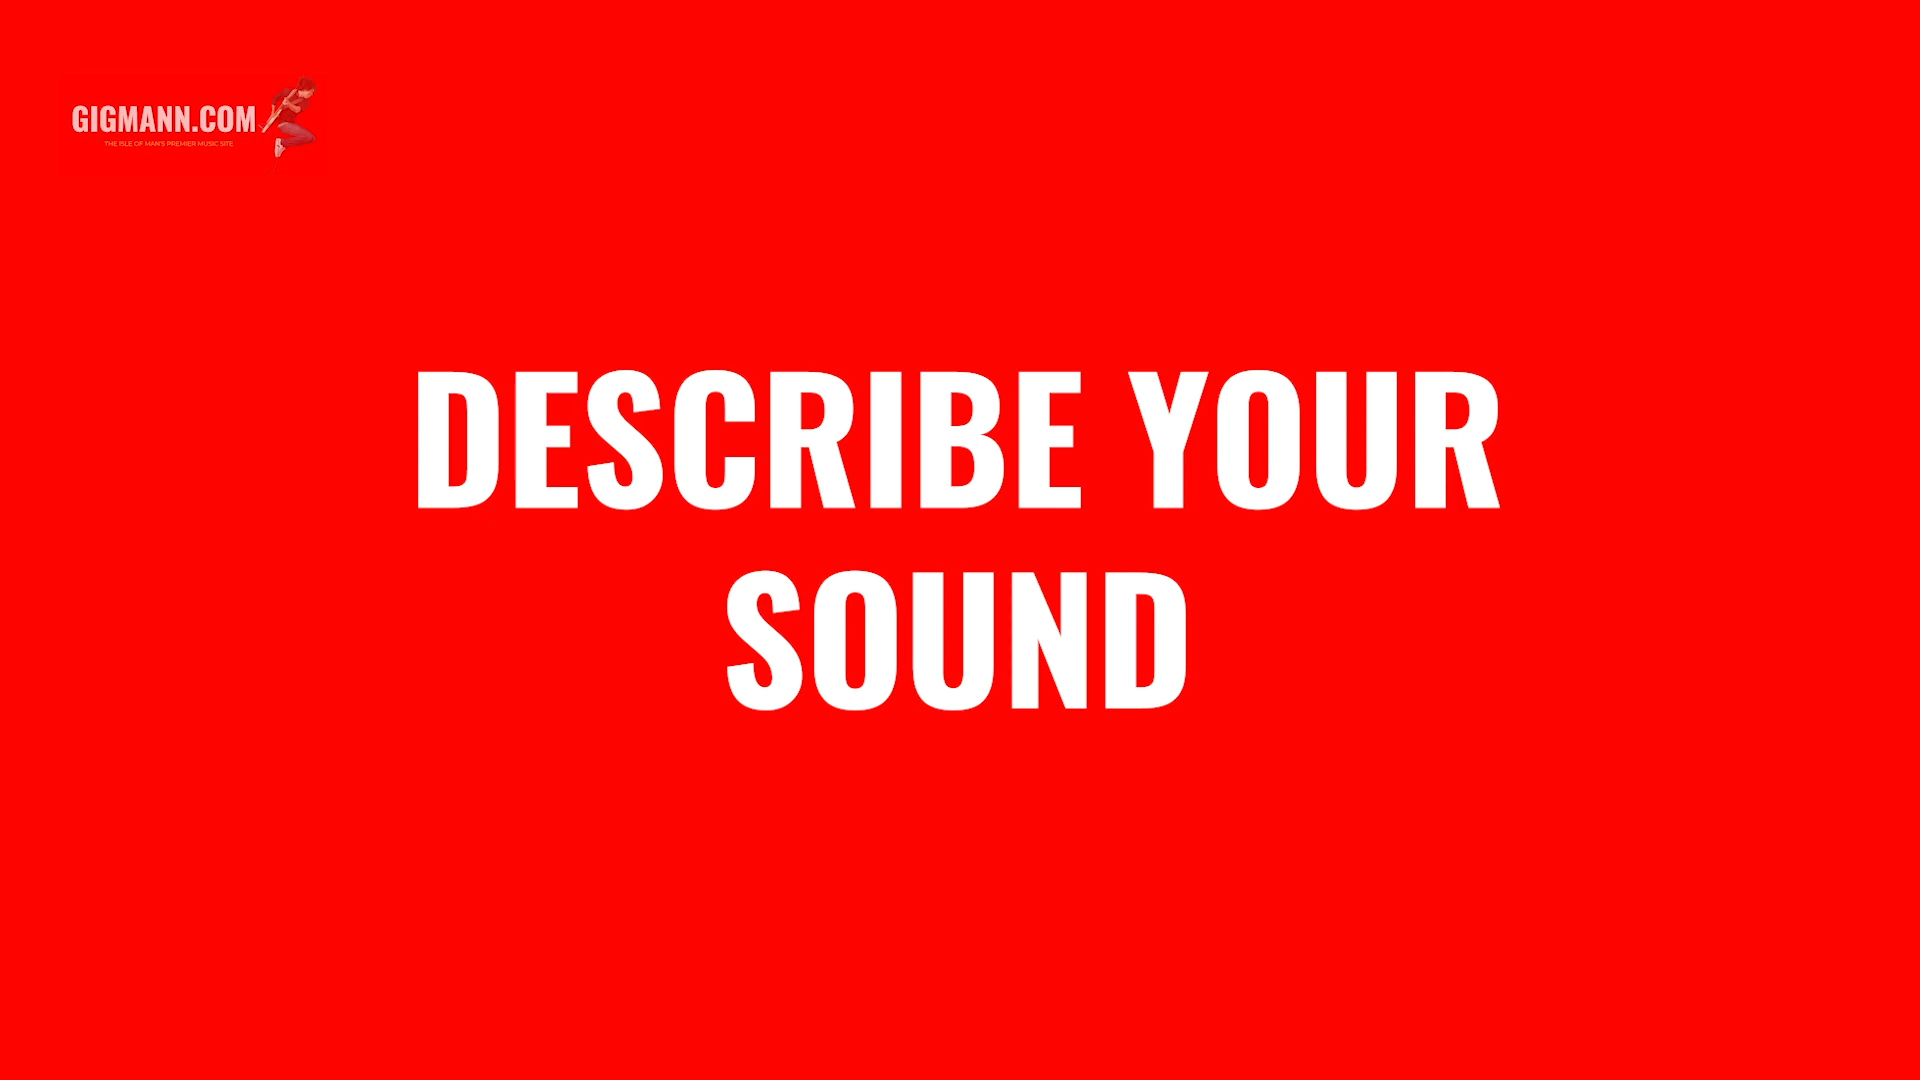 GIGMANN.COM
THE ISLE OF MAN'S PREMIER MUSIC SITE
DESCRIBE YOUR
SOUND